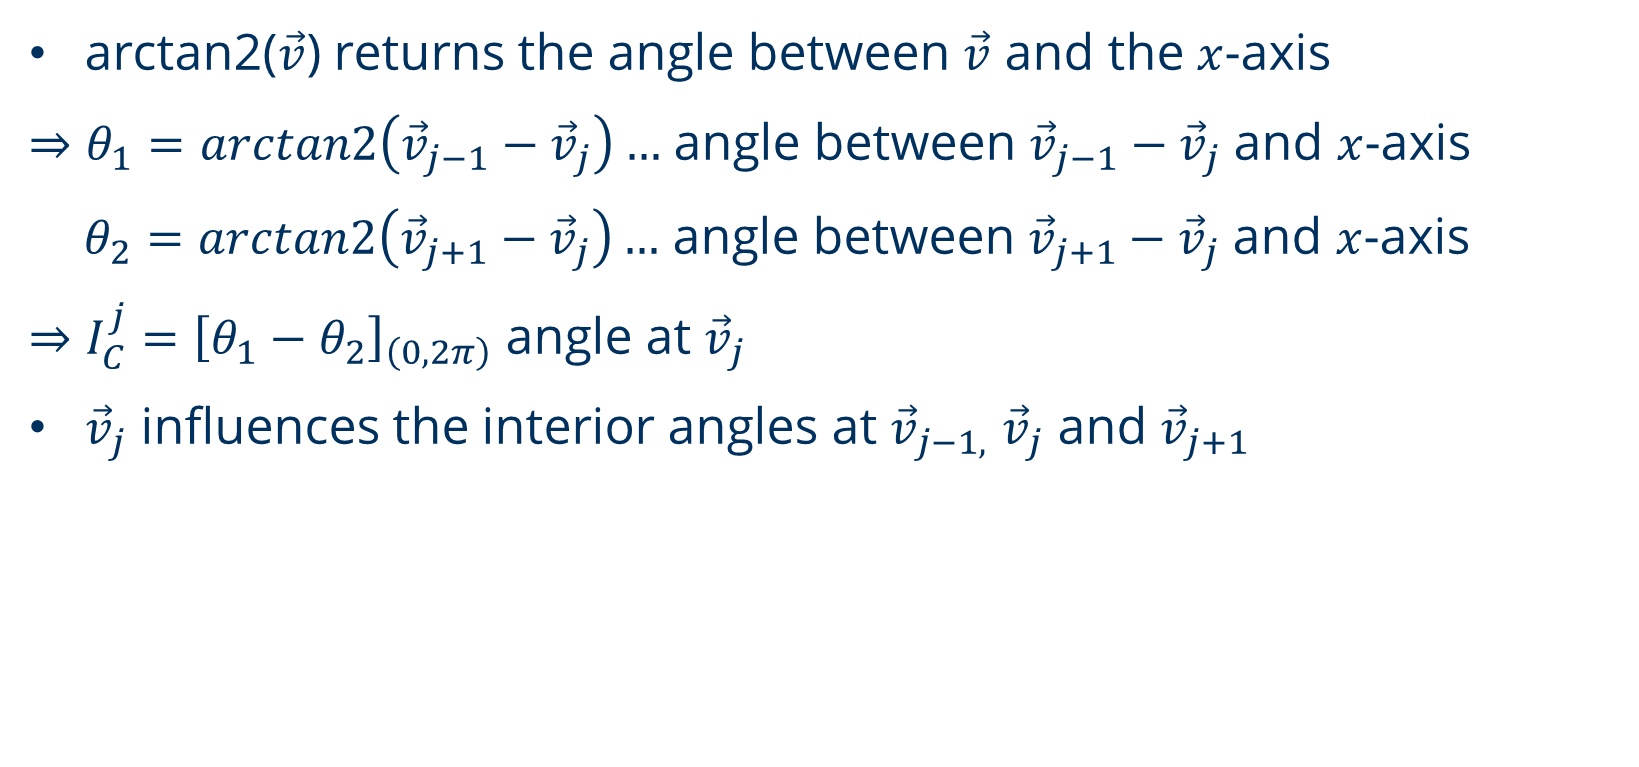 • arctan2(v⃗) returns the angle between v⃗ and the x-axis
⇒ θ₁ = arctan2(v⃗ⱼ₋₁ − v⃗ⱼ) ... angle between v⃗ⱼ₋₁ − v⃗ⱼ and x-axis
θ₂ = arctan2(v⃗ⱼ₊₁ − v⃗ⱼ) ... angle between v⃗ⱼ₊₁ − v⃗ⱼ and x-axis
⇒ I_C^j = [θ₁ − θ₂]_(0,2π) angle at v⃗ⱼ
• v⃗ⱼ influences the interior angles at v⃗ⱼ₋₁, v⃗ⱼ and v⃗ⱼ₊₁